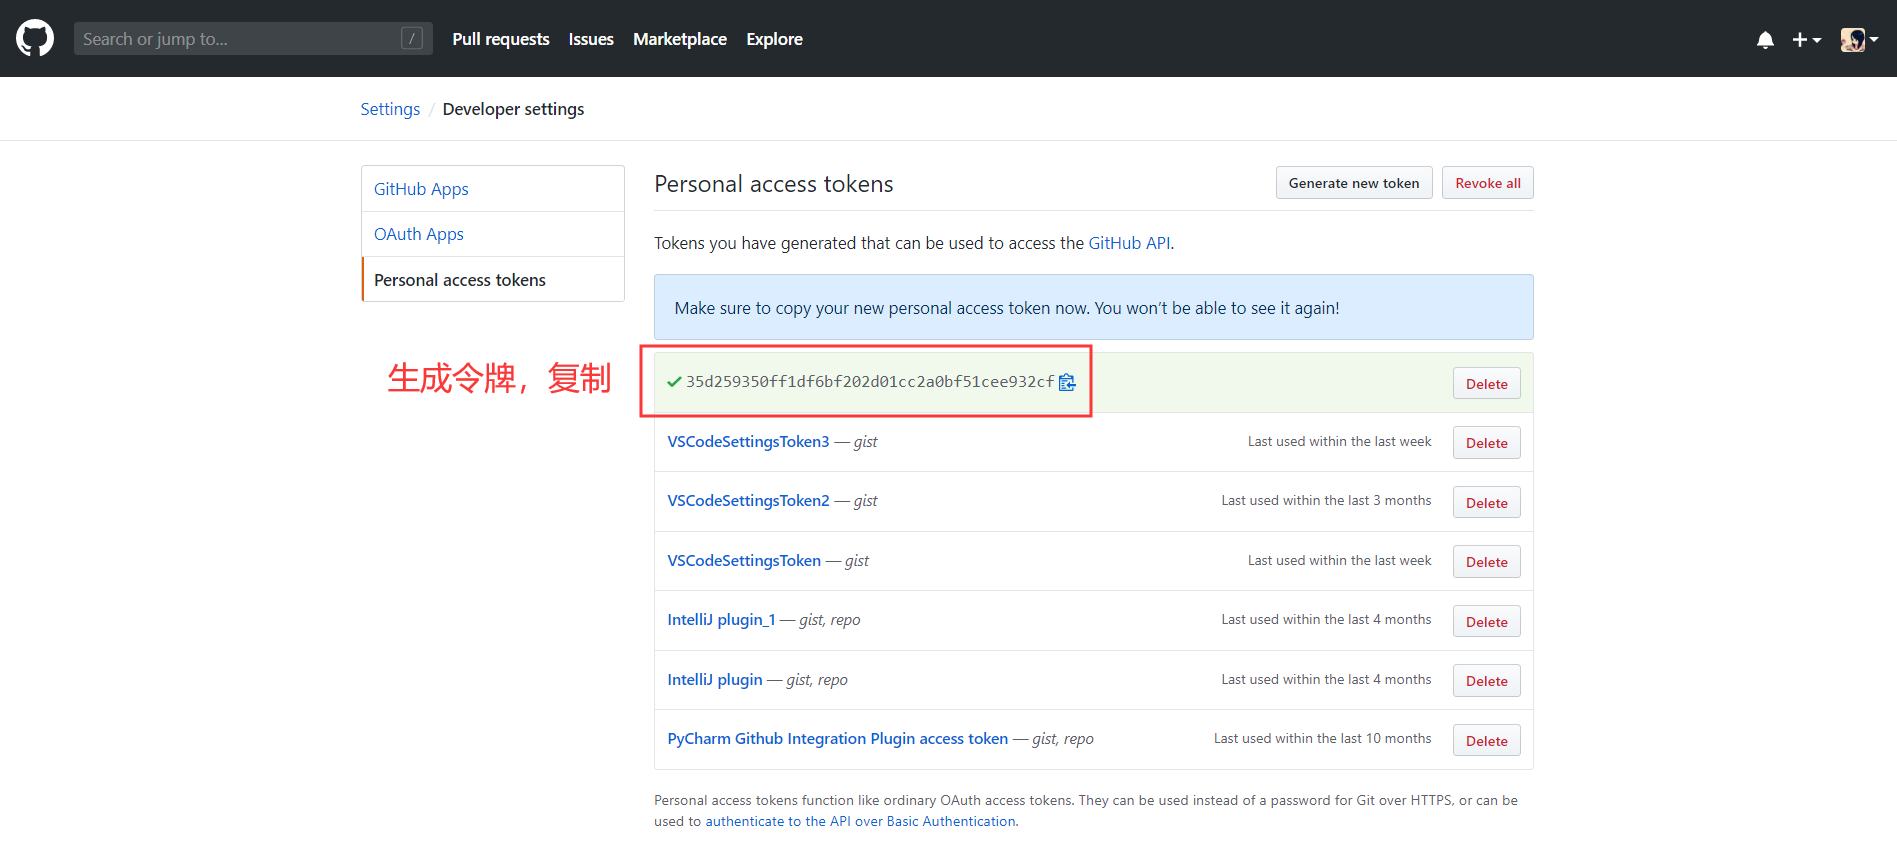 Search or jump to... /
Pull requests
Issues
Marketplace
Explore
Settings / Developer settings
GitHub Apps
OAuth Apps
Personal access tokens
Personal access tokens
Generate new token
Revoke all
Tokens you have generated that can be used to access the GitHub API.
Make sure to copy your new personal access token now. You won't be able to see it again!
生成令牌，复制
35d259350ff1df6bf202d01cc2a0bf51cee932cf
Delete
VSCodeSettingsToken3 — gist
Last used within the last week
Delete
VSCodeSettingsToken2 — gist
Last used within the last 3 months
Delete
VSCodeSettingsToken — gist
Last used within the last week
Delete
IntelliJ plugin_1 — gist, repo
Last used within the last 4 months
Delete
IntelliJ plugin — gist, repo
Last used within the last 4 months
Delete
PyCharm Github Integration Plugin access token — gist, repo
Last used within the last 10 months
Delete
Personal access tokens function like ordinary OAuth access tokens. They can be used instead of a password for Git over HTTPS, or can be
used to authenticate to the API over Basic Authentication.